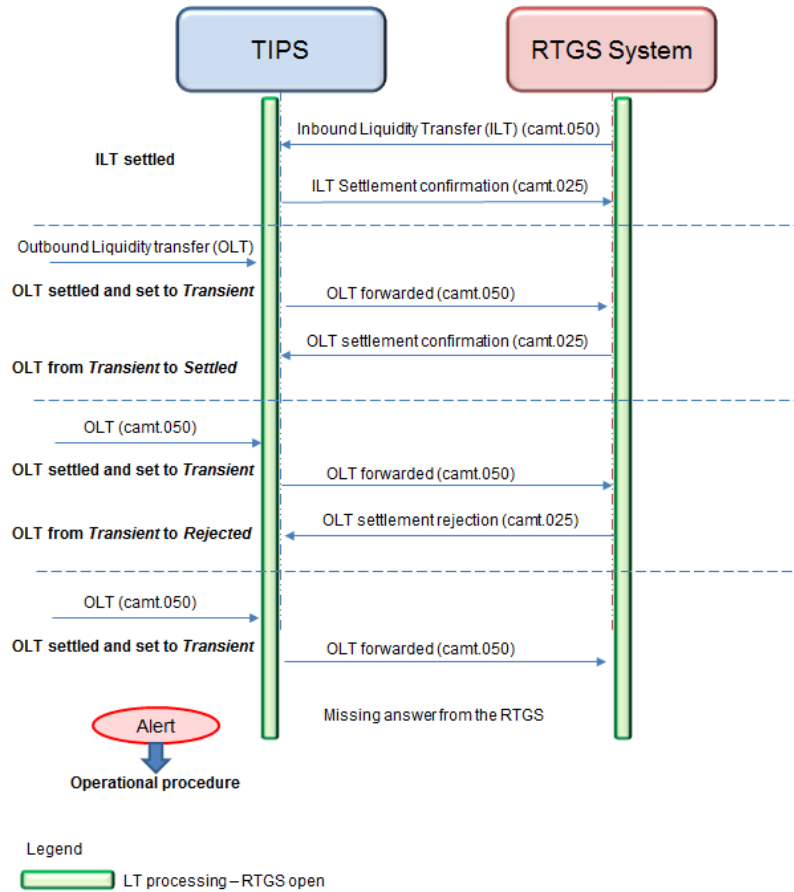 TIPS
RTGS System
Inbound Liquidity Transfer (ILT) (camt.050)
ILT settled
ILT Settlement confirmation (camt.025)
Outbound Liquidity transfer (OLT)
OLT settled and set to Transient
OLT forwarded (camt.050)
OLT settlement confirmation (camt.025)
OLT from Transient to Settled
OLT (camt.050)
OLT settled and set to Transient
OLT forwarded (camt.050)
OLT settlement rejection (camt.025)
OLT from Transient to Rejected
OLT (camt.050)
OLT settled and set to Transient
OLT forwarded (camt.050)
Missing answer from the RTGS
Alert
Operational procedure
Legend
LT processing – RTGS open